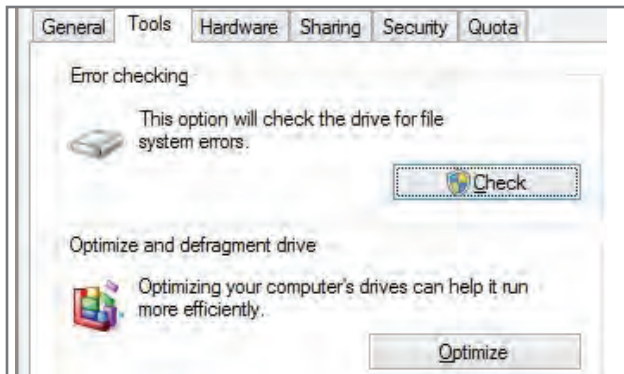 General Tools Hardware Sharing Security Quota
Error checking
This option will check the drive for file
system errors.
Check
Optimize and defragment drive
Optimizing your computer's drives can help it run
more efficiently.
Optimize